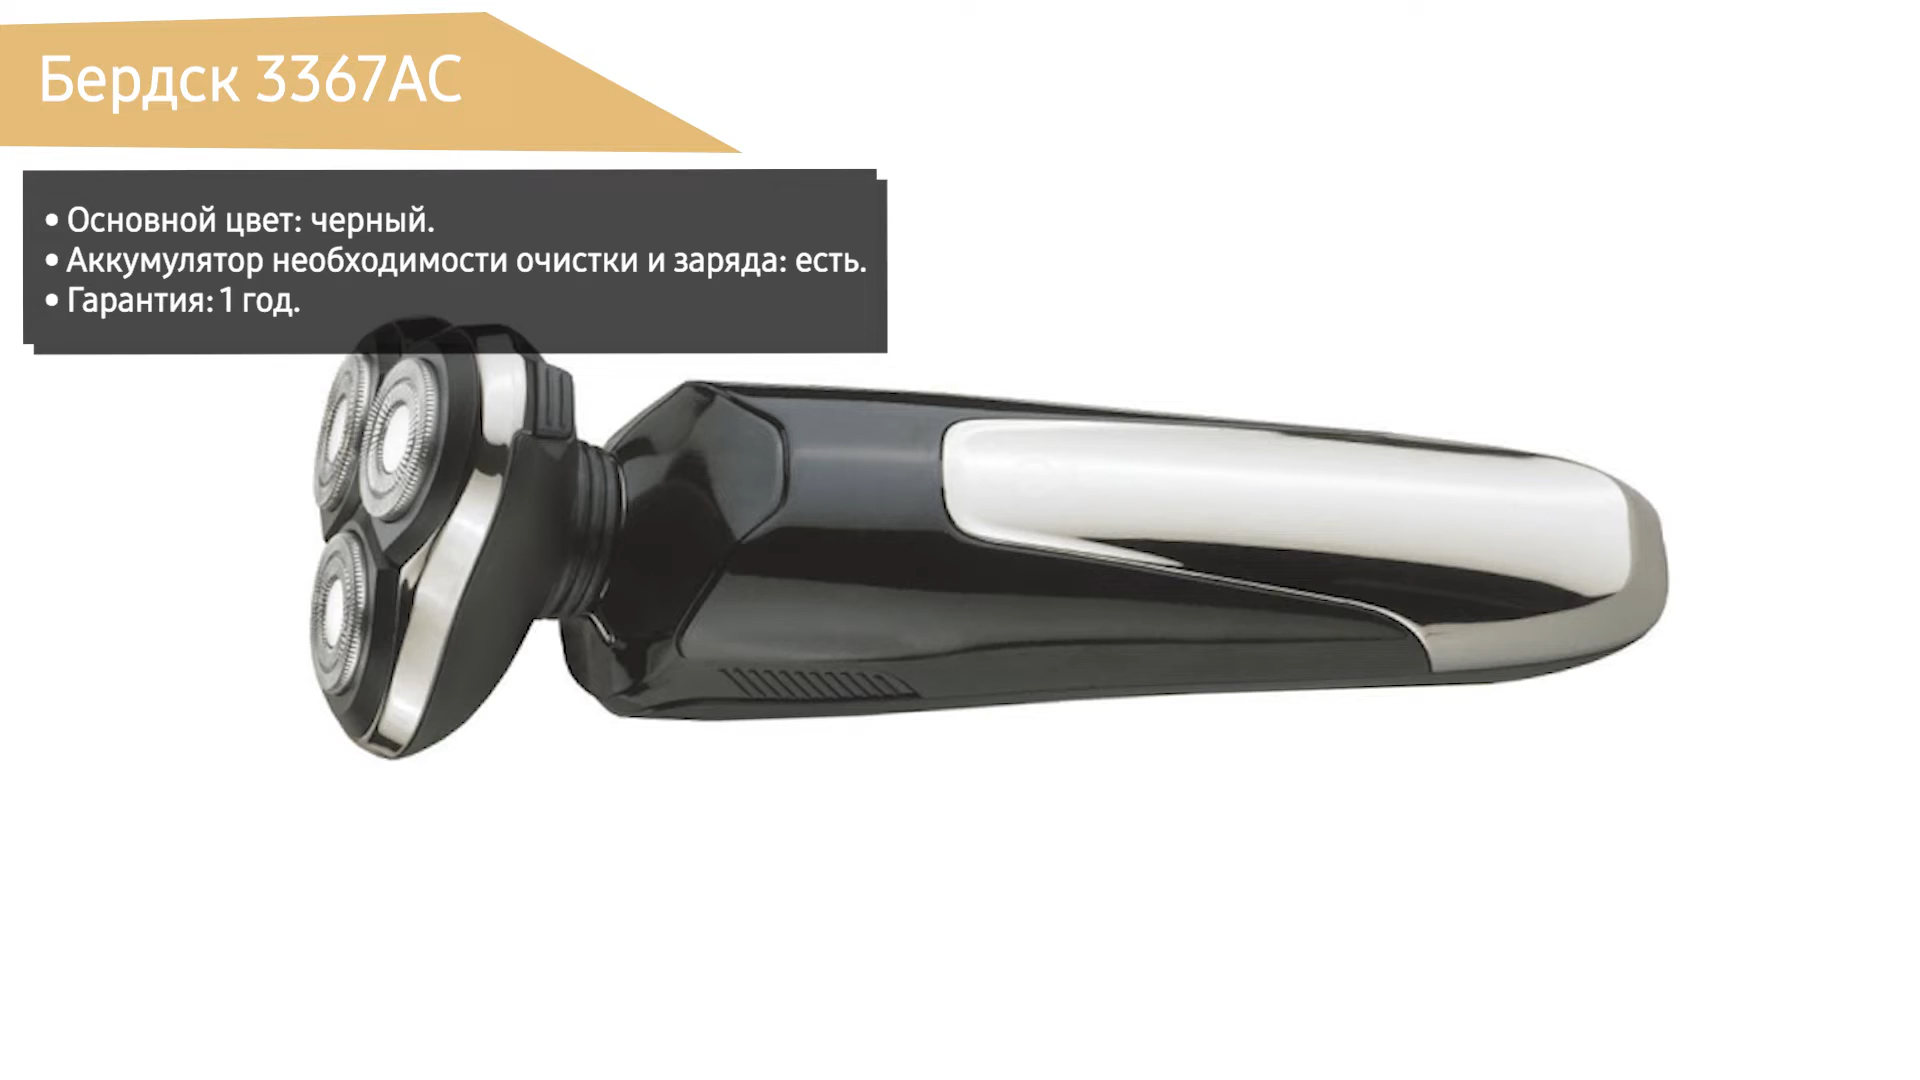 Бердск 3367АС
• Основной цвет: черный.
• Аккумулятор необходимости очистки и заряда: есть.
• Гарантия: 1 год.